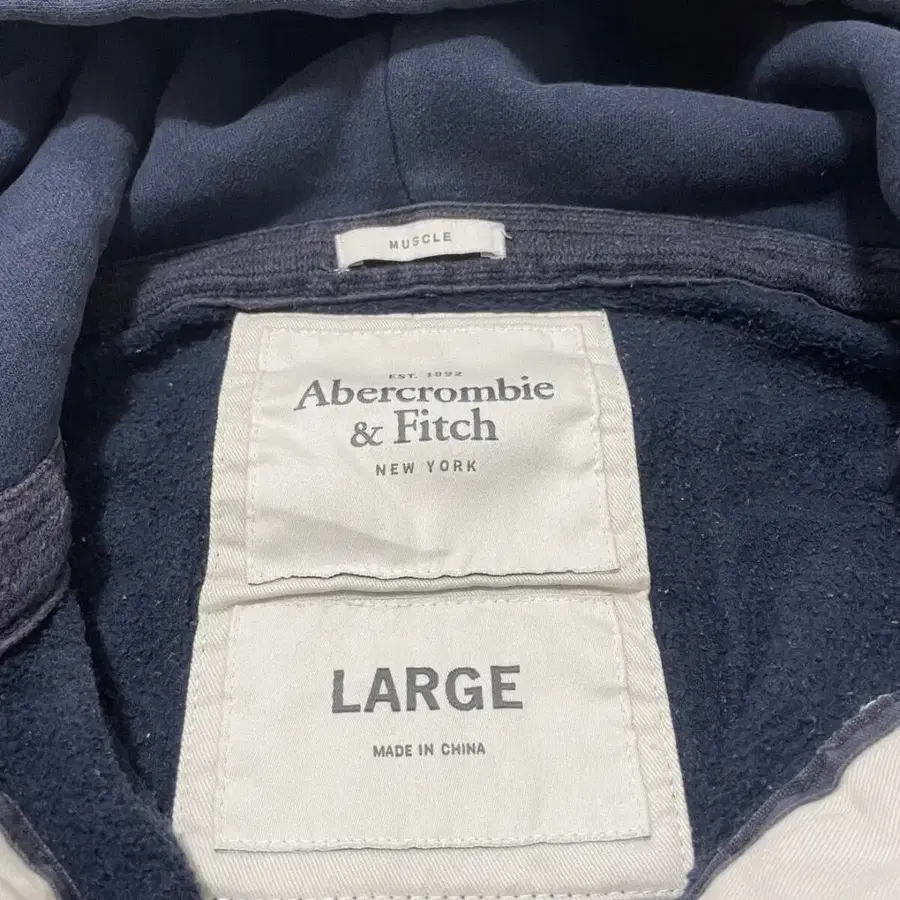 MUSCLE
EST. 1892
Abercrombie
& Fitch
NEW YORK
LARGE
MADE IN CHINA